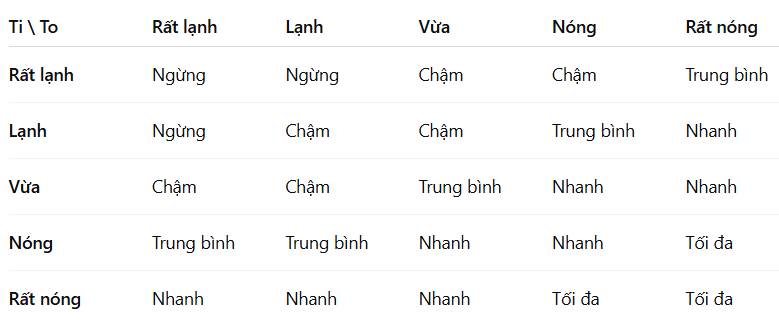 Ti \ To Rất lạnh Lạnh Vừa Nóng Rất nóng
Rất lạnh Ngừng Ngừng Chậm Chậm Trung bình
Lạnh Ngừng Chậm Chậm Trung bình Nhanh
Vừa Chậm Chậm Trung bình Nhanh Nhanh
Nóng Trung bình Trung bình Nhanh Nhanh Tối đa
Rất nóng Nhanh Nhanh Nhanh Tối đa Tối đa